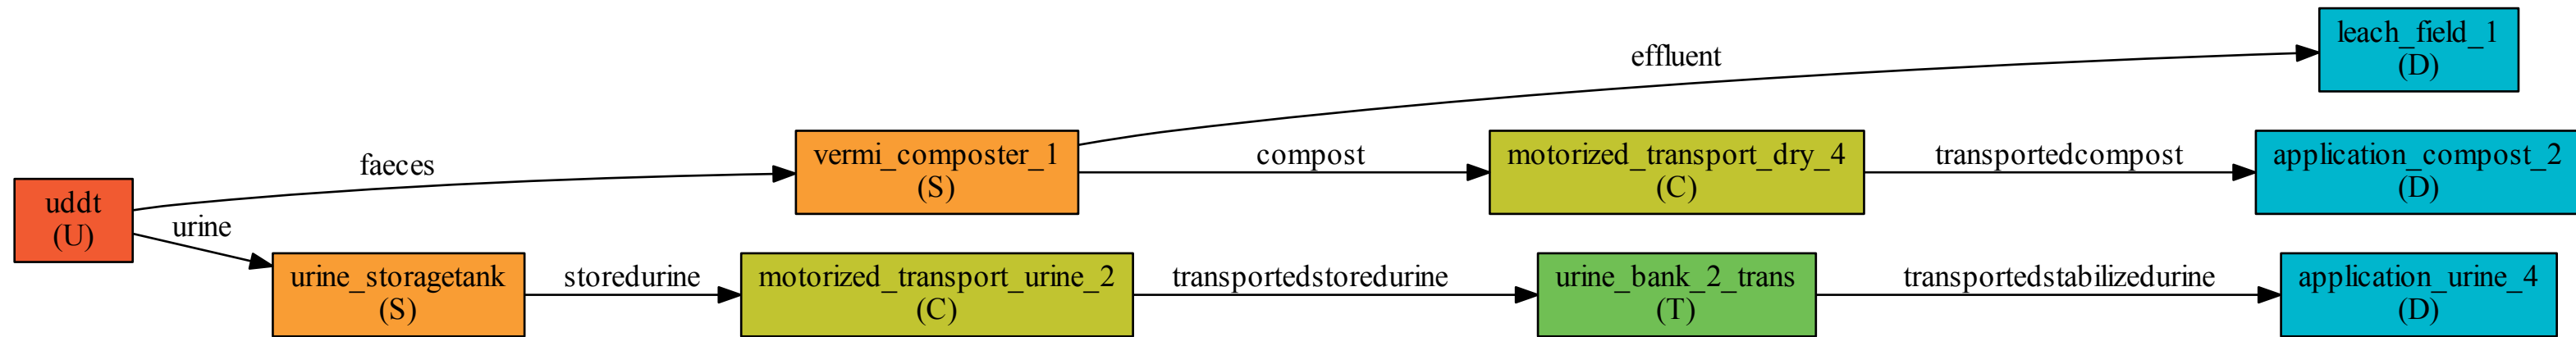 leach_field_1
(D)
effluent
faeces
vermi_composter_1
(S)
compost
motorized_transport_dry_4
(C)
transportedcompost
application_compost_2
(D)
uddt
(U)
urine
urine_storagetank
(S)
storedurine
motorized_transport_urine_2
(C)
transportedstoredurine
urine_bank_2_trans
(T)
transportedstabilizedurine
application_urine_4
(D)